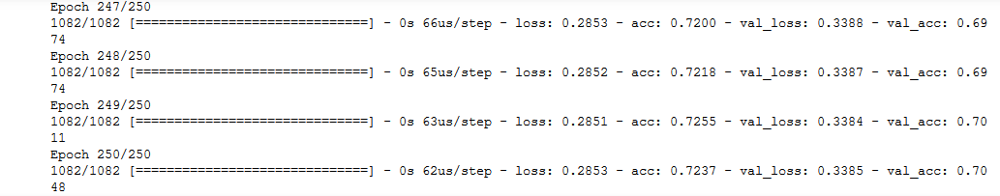 Epoch 247/250
1082/1082 [==============================] - 0s 66us/step - loss: 0.2853 - acc: 0.7200 - val_loss: 0.3388 - val_acc: 0.69
74
Epoch 248/250
1082/1082 [==============================] - 0s 65us/step - loss: 0.2852 - acc: 0.7218 - val_loss: 0.3387 - val_acc: 0.69
74
Epoch 249/250
1082/1082 [==============================] - 0s 63us/step - loss: 0.2851 - acc: 0.7255 - val_loss: 0.3384 - val_acc: 0.70
11
Epoch 250/250
1082/1082 [==============================] - 0s 62us/step - loss: 0.2853 - acc: 0.7237 - val_loss: 0.3385 - val_acc: 0.70
48